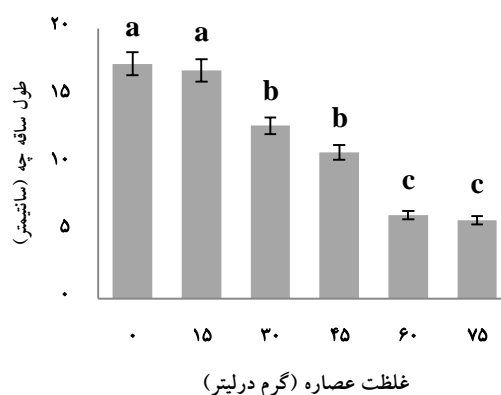 طول ساقه چه (سانتیمتر)
۲۰
۱۵
۱۰
۵
۰
a a b b c c
۰ ۱۵ ۳۰ ۴۵ ۶۰ ۷۵
غلظت عصاره (گرم درلیتر)